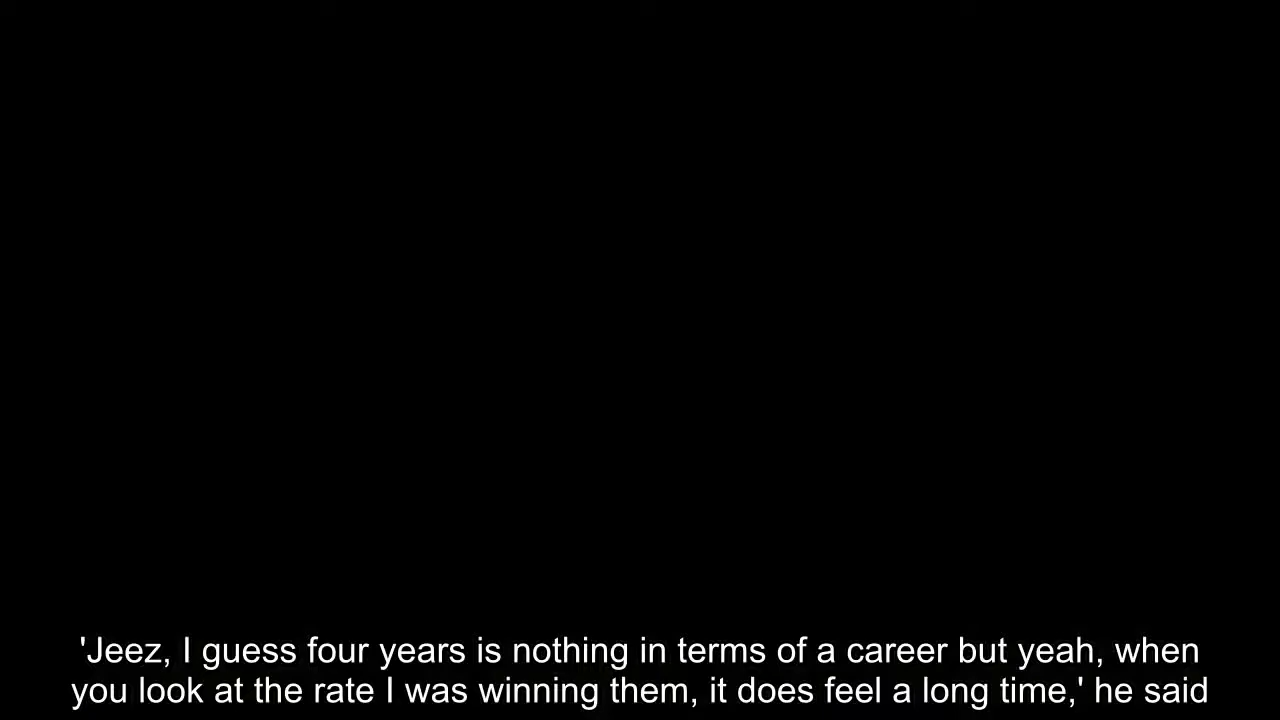 'Jeez, I guess four years is nothing in terms of a career but yeah, when
you look at the rate I was winning them, it does feel a long time,' he said